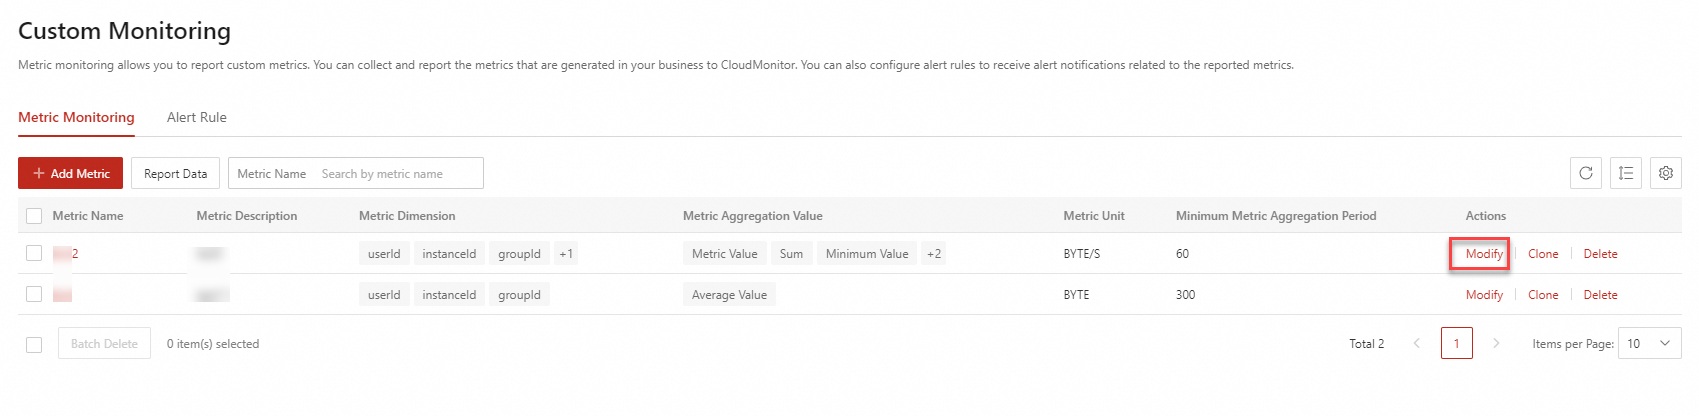 Custom Monitoring
Metric monitoring allows you to report custom metrics. You can collect and report the metrics that are generated in your business to CloudMonitor. You can also configure alert rules to receive alert notifications related to the reported metrics.
Metric Monitoring Alert Rule
+ Add Metric Report Data Metric Name Search by metric name
Metric Name Metric Description Metric Dimension Metric Aggregation Value Metric Unit Minimum Metric Aggregation Period Actions
2 userId instanceId groupId +1 Metric Value Sum Minimum Value +2 BYTE/S 60 Modify Clone Delete
userId instanceId groupId Average Value BYTE 300 Modify Clone Delete
Batch Delete 0 item(s) selected Total 2 < 1 > Items per Page: 10